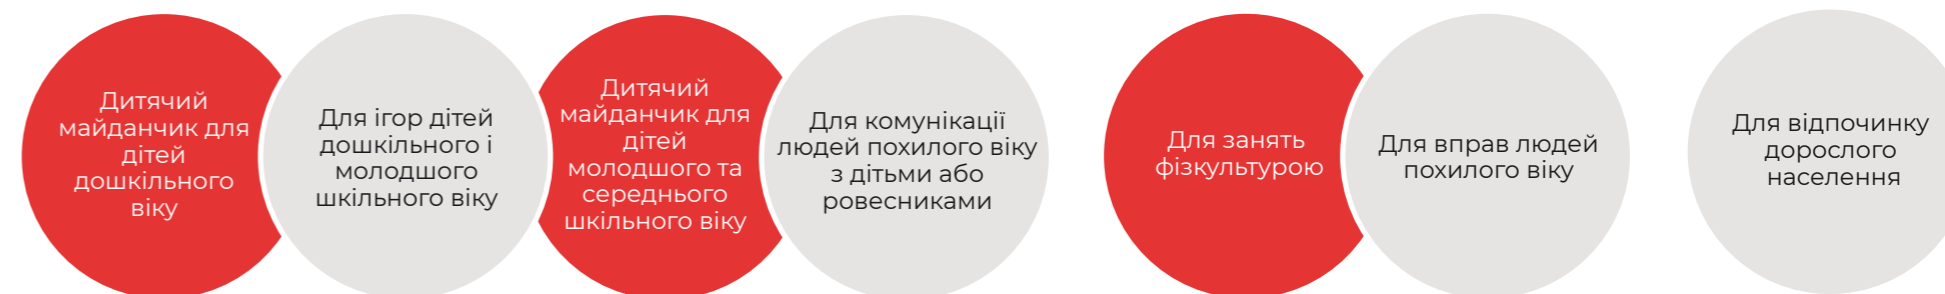 Дитячий
майданчик для
дітей
дошкільного
віку
Для ігор дітей
дошкільного і
молодшого
шкільного віку
Дитячий
майданчик для
дітей
молодшого та
середнього
шкільного віку
Для комунікації
людей похилого віку
з дітьми або
ровесниками
Для занять
фізкультурою
Для вправ людей
похилого віку
Для відпочинку
дорослого
населення